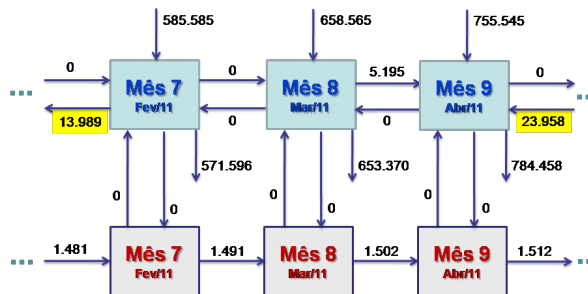 585.585
658.565
755.545
0
Mês 7
Fev/11
0
Mês 8
Mar/11
5.195
Mês 9
Abr/11
0
...
13.989
0
0
23.958
...
571.596
653.370
784.458
0
0
0
0
0
0
...
1.481
Mês 7
Fev/11
1.491
Mês 8
Mar/11
1.502
Mês 9
Abr/11
1.512
...